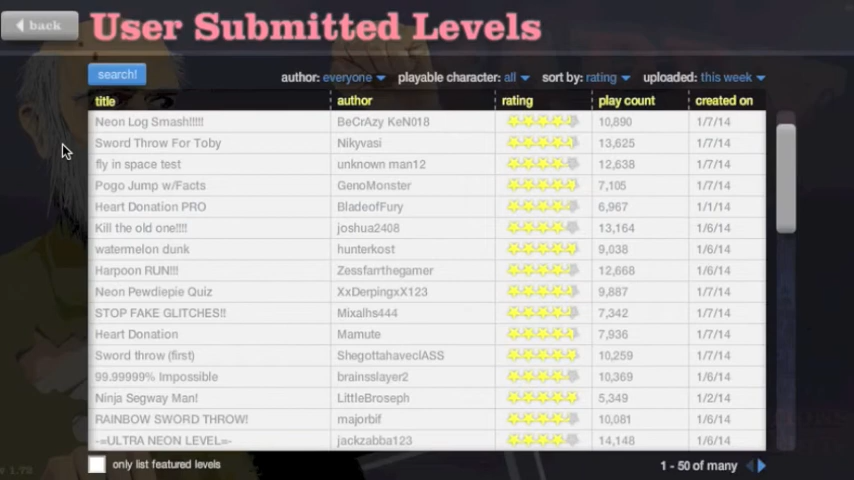 back
User Submitted Levels
search! author: everyone playable character: all sort by: rating uploaded: this week
title author rating play count created on
Neon Log Smash!!!!! BeCrAzy KeN018 10,890 1/7/14
Sword Throw For Toby Nikyvasi 13,625 1/7/14
fly in space test unknown man12 12,638 1/7/14
Pogo Jump w/Facts GenoMonster 7,105 1/7/14
Heart Donation PRO BladeofFury 6,967 1/1/14
Kill the old one!!!! joshua2408 13,164 1/6/14
watermelon dunk hunterkost 9,038 1/6/14
Harpoon RUN!!! Zessfarrthegamer 12,668 1/6/14
Neon Pewdiepie Quiz XxDerpingxX123 9,887 1/7/14
STOP FAKE GLITCHES!! Mixalhs444 7,342 1/7/14
Heart Donation Mamute 7,936 1/7/14
Sword throw (first) ShegottahaveclASS 10,259 1/7/14
99.99999% Impossible brainsslayer2 10,369 1/6/14
Ninja Segway Man! LittleBroseph 5,349 1/2/14
RAINBOW SWORD THROW! majorbif 10,081 1/6/14
-=ULTRA NEON LEVEL=- jackzabba123 14,148 1/6/14
only list featured levels 1 - 50 of many